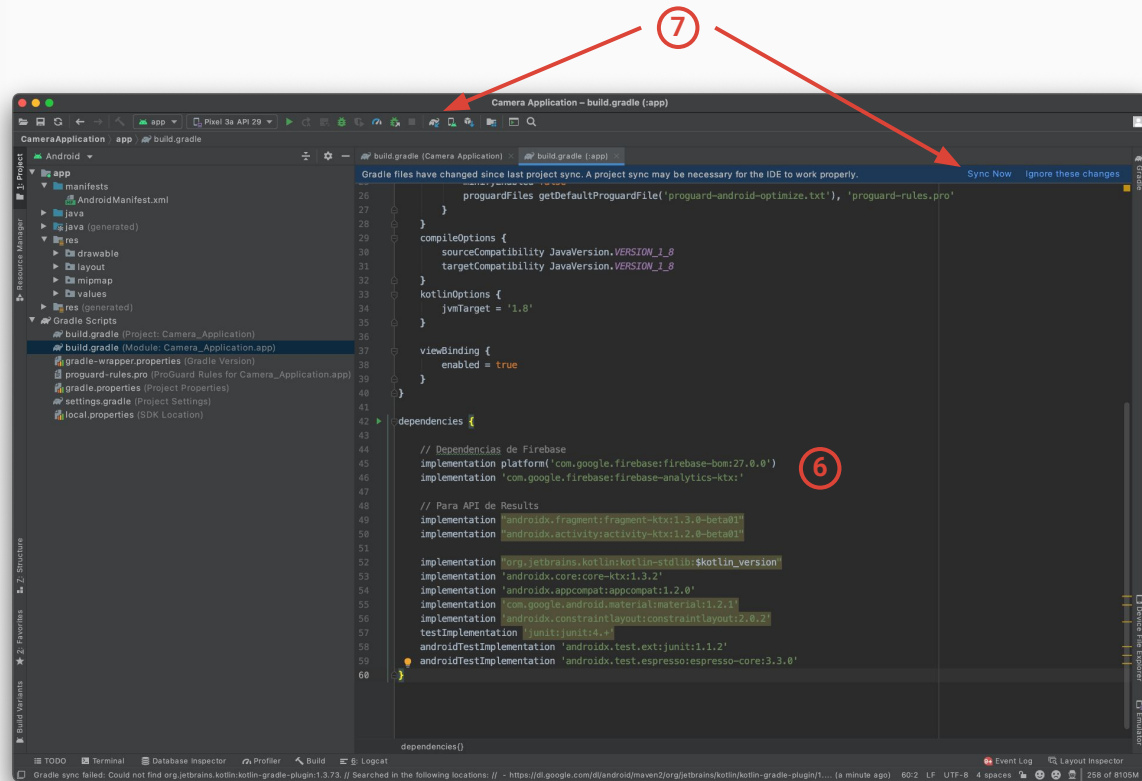 7
Camera Application – build.gradle (:app)
app
Pixel 3a API 29
CameraApplication app build.gradle
Android
build.gradle (Camera Application)
build.gradle (:app)
1: Project
Gradle
Gradle files have changed since last project sync. A project sync may be necessary for the IDE to work properly.
Sync Now
Ignore these changes
app
manifests
AndroidManifest.xml
java
java (generated)
res
drawable
layout
mipmap
values
res (generated)
Gradle Scripts
build.gradle (Project: Camera_Application)
build.gradle (Module: Camera_Application.app)
gradle-wrapper.properties (Gradle Version)
proguard-rules.pro (ProGuard Rules for Camera_Application.app)
gradle.properties (Project Properties)
settings.gradle (Project Settings)
local.properties (SDK Location)
Resource Manager
Z: Structure
2: Favorites
Build Variants
26 proguardFiles getDefaultProguardFile('proguard-android-optimize.txt'), 'proguard-rules.pro'
27 }
28 }
29 compileOptions {
30 sourceCompatibility JavaVersion.VERSION_1_8
31 targetCompatibility JavaVersion.VERSION_1_8
32 }
33 kotlinOptions {
34 jvmTarget = '1.8'
35 }
36
37 viewBinding {
38 enabled = true
39 }
40 }
41
42 dependencies {
43
44 // Dependencias de Firebase
45 implementation platform('com.google.firebase:firebase-bom:27.0.0')
46 implementation 'com.google.firebase:firebase-analytics-ktx:'
6
47
48 // Para API de Results
49 implementation "androidx.fragment:fragment-ktx:1.3.0-beta01"
50 implementation "androidx.activity:activity-ktx:1.2.0-beta01"
51
52 implementation "org.jetbrains.kotlin:kotlin-stdlib:$kotlin_version"
53 implementation 'androidx.core:core-ktx:1.3.2'
54 implementation 'androidx.appcompat:appcompat:1.2.0'
55 implementation 'com.google.android.material:material:1.2.1'
56 implementation 'androidx.constraintlayout:constraintlayout:2.0.2'
57 testImplementation 'junit:junit:4.+'
58 androidTestImplementation 'androidx.test.ext:junit:1.1.2'
59 androidTestImplementation 'androidx.test.espresso:espresso-core:3.3.0'
60 }
Device File Explorer
Emulator
dependencies{}
TODO
Terminal
Database Inspector
Profiler
Build
6: Logcat
Event Log
Layout Inspector
Gradle sync failed: Could not find org.jetbrains.kotlin:kotlin-gradle-plugin:1.3.73. // Searched in the following locations: // - https://dl.google.com/dl/android/maven2/org/jetbrains/kotlin/kotlin-gradle-plugin/1.... (a minute ago)
60:2 LF UTF-8 4 spaces
258 of 8105M